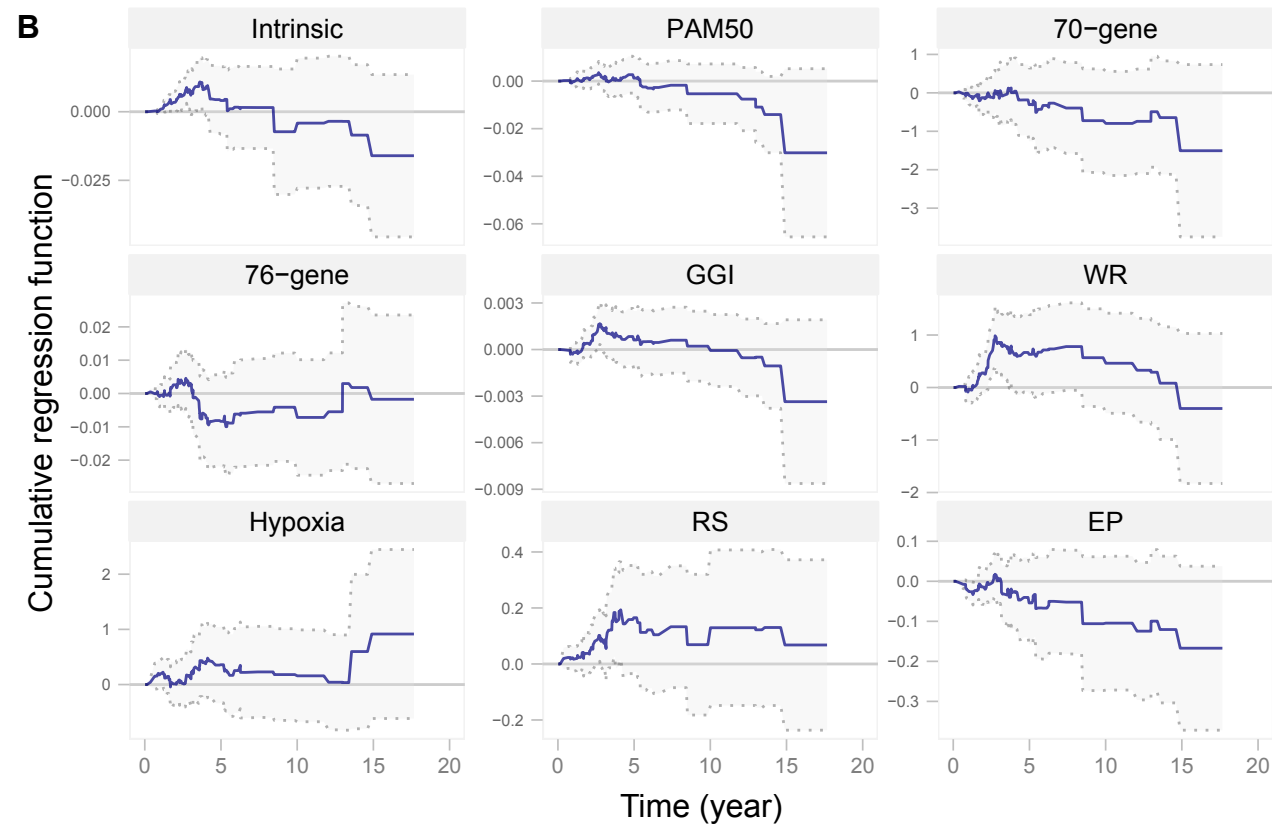 B
Intrinsic
PAM50
70−gene
0.000
−0.025
0.00
−0.02
−0.04
−0.06
1
0
−1
−2
−3
76−gene
GGI
WR
0.02
0.01
0.00
−0.01
−0.02
0.003
0.000
−0.003
−0.006
−0.009
1
0
−1
−2
Hypoxia
RS
EP
2
1
0
0.4
0.2
0.0
−0.2
0.1
0.0
−0.1
−0.2
−0.3
0 5 10 15 20
0 5 10 15 20
0 5 10 15 20
Cumulative regression function
Time (year)